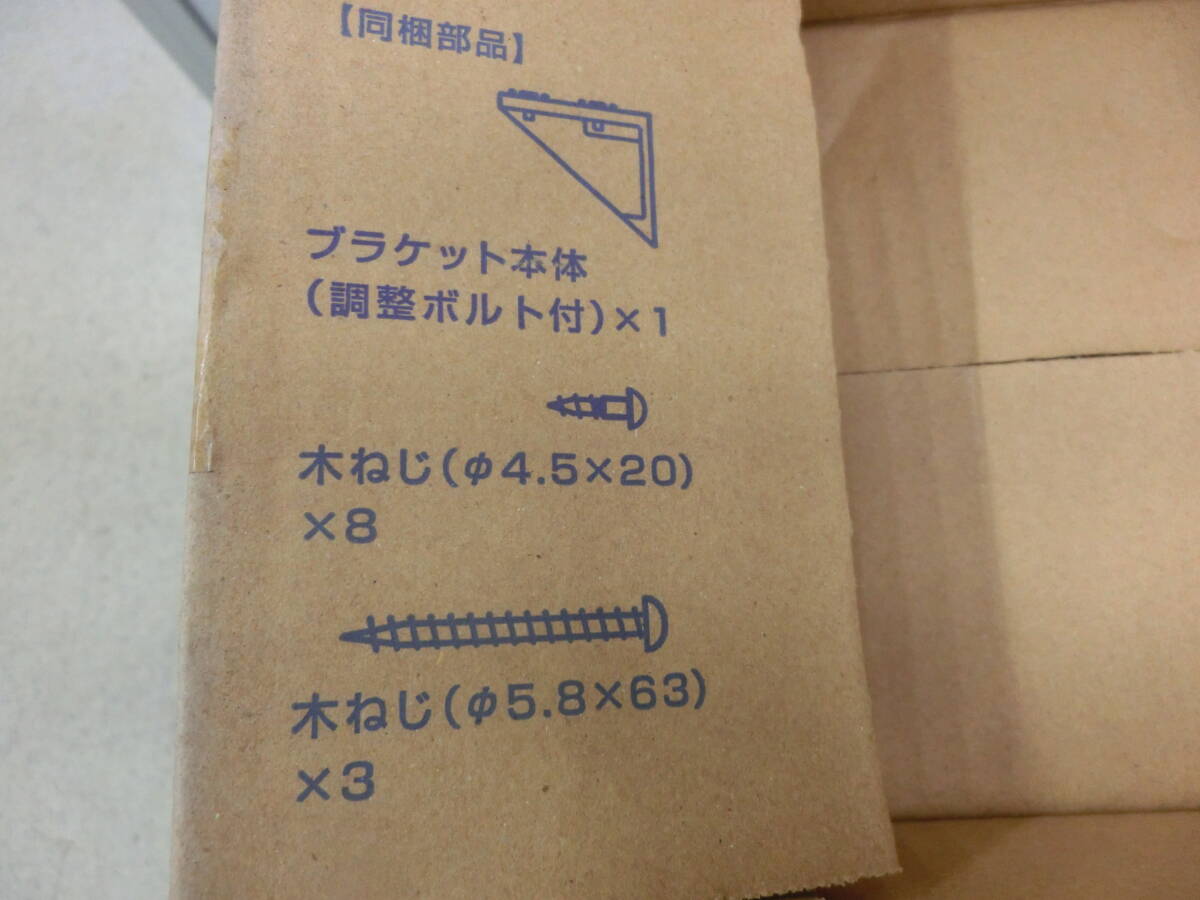 【同梱部品】
ブラケット本体
(調整ボルト付)×1
木ねじ(φ4.5×20)
×8
木ねじ(φ5.8×63)
×3